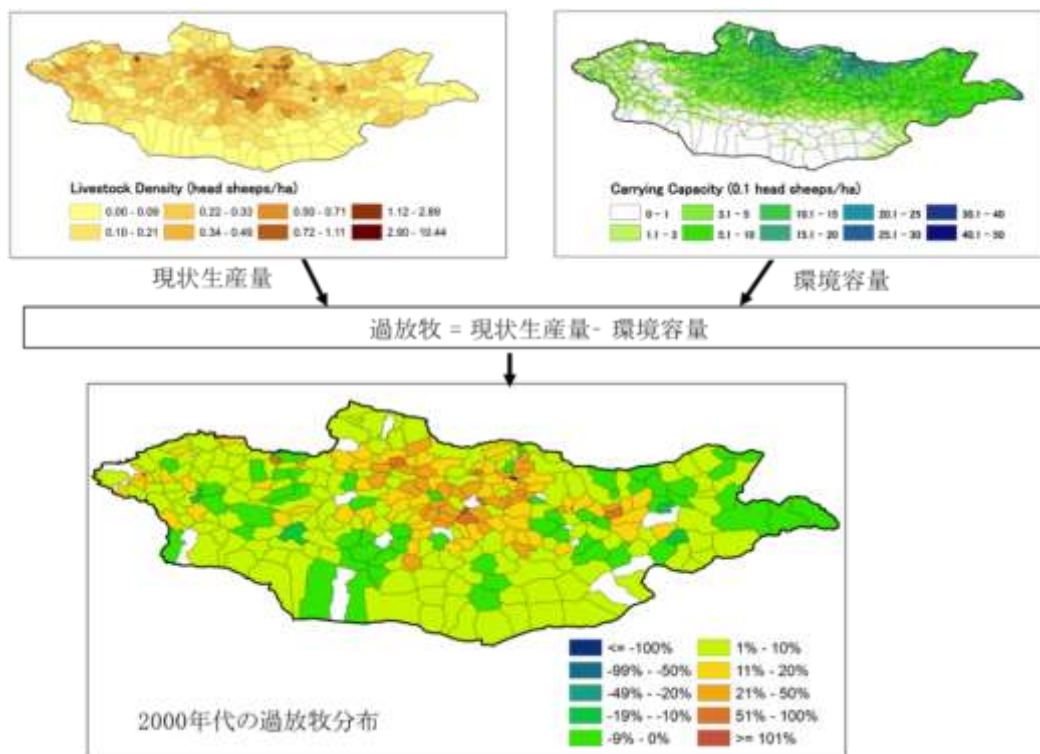 Livestock Density (head sheeps/ha)
0.00 - 0.09
0.22 - 0.33
0.50 - 0.71
1.12 - 2.89
0.10 - 0.21
0.34 - 0.49
0.72 - 1.11
2.90 - 10.44
Carrying Capacity (0.1 head sheeps/ha)
0 - 1
3.1 - 5
10.1 - 15
20.1 - 25
30.1 - 40
1.1 - 3
5.1 - 10
15.1 - 20
25.1 - 30
40.1 - 50
現状生産量
環境容量
過放牧 = 現状生産量- 環境容量
<= -100%
1% - 10%
-99% - -50%
11% - 20%
-49% - -20%
21% - 50%
-19% - -10%
51% - 100%
-9% - 0%
>= 101%
2000年代の過放牧分布